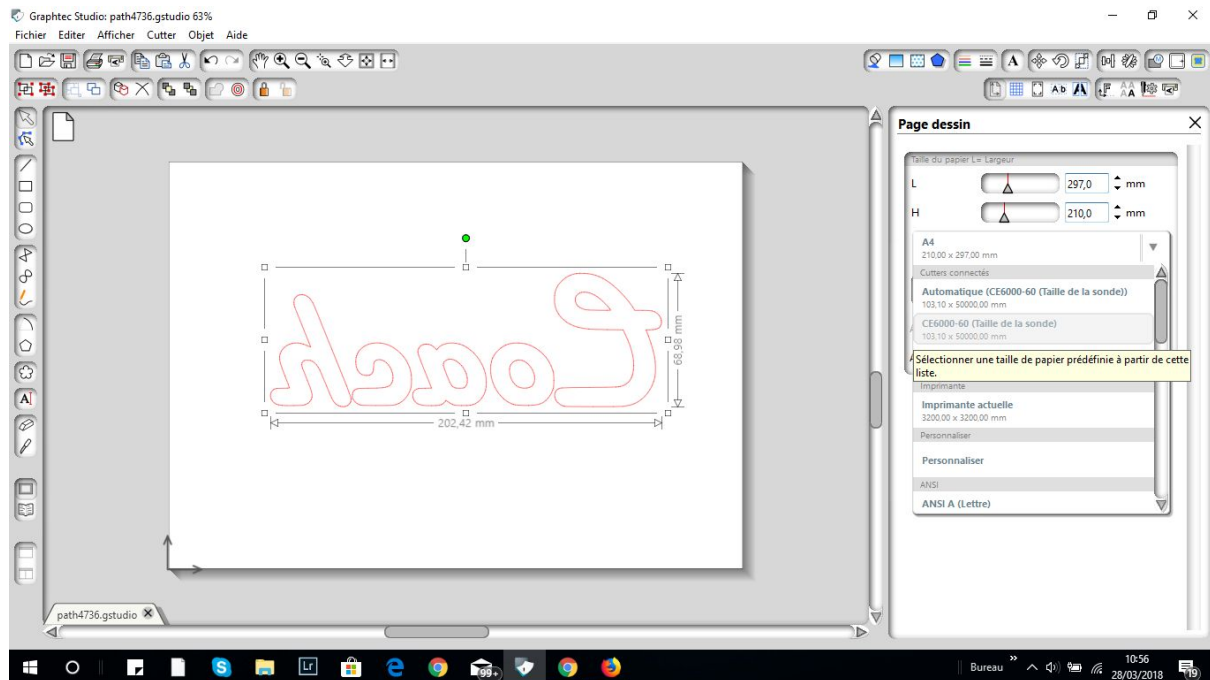 Graphtec Studio: path4736.gstudio 63%
Fichier Editer Afficher Cutter Objet Aide
Page dessin
Taille du papier L= Largeur
L 297,0 mm
H 210,0 mm
A4
210,00 x 297,00 mm
Cutters connectés
Automatique (CE6000-60 (Taille de la sonde))
103,10 x 50000,00 mm
CE6000-60 (Taille de la sonde)
103,10 x 50000,00 mm
Sélectionner une taille de papier prédéfinie à partir de cette
liste.
Imprimante
Imprimante actuelle
3200,00 x 3200,00 mm
Personnaliser
Personnaliser
ANSI
ANSI A (Lettre)
68,98 mm
202,42 mm
path4736.gstudio
Lr
99+
Bureau
10:56
28/03/2018
19